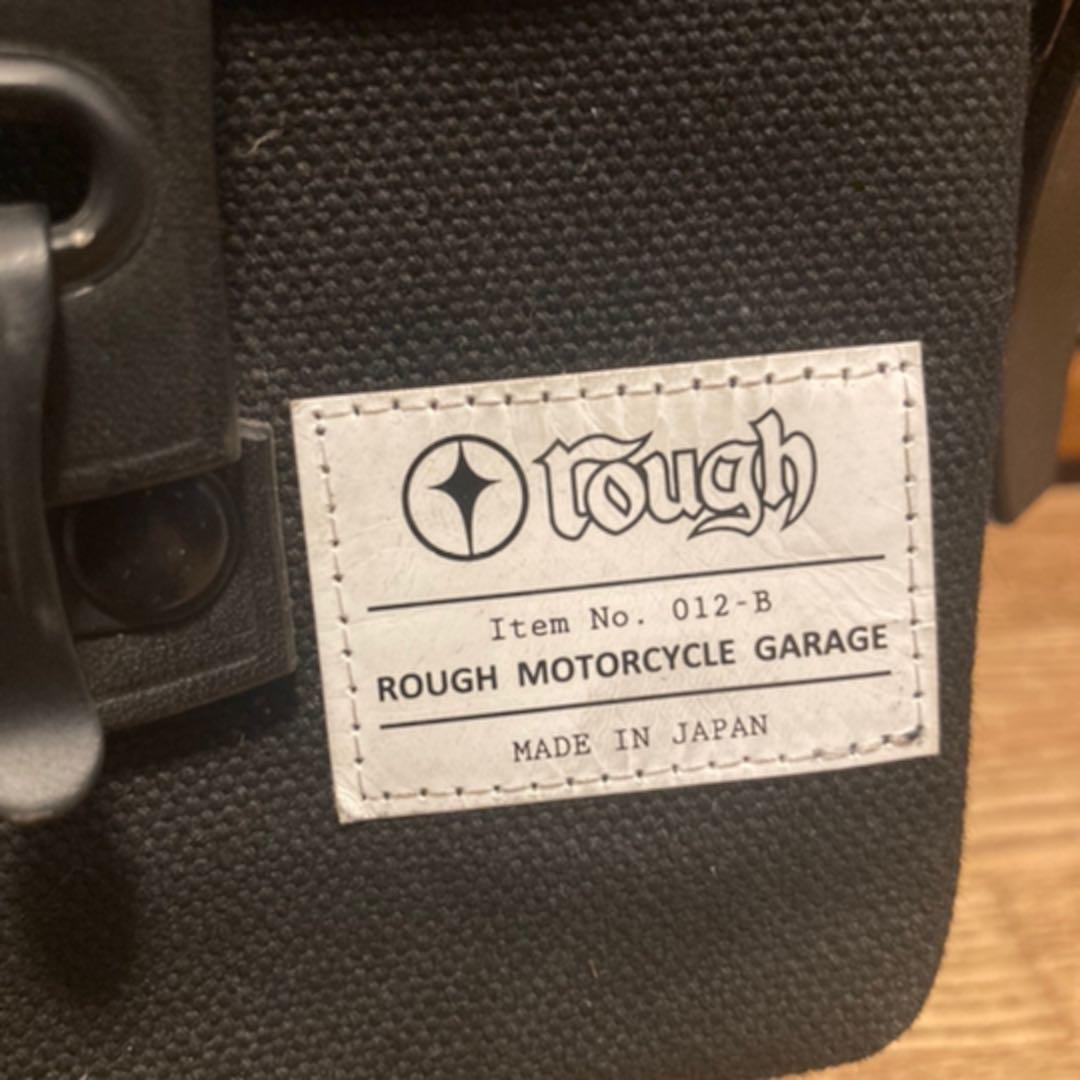 rough
Item No. 012-B
ROUGH MOTORCYCLE GARAGE
MADE IN JAPAN